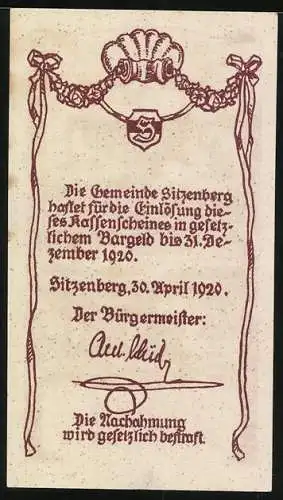 S
Die Gemeinde Sitzenberg
haftet für die Einlösung die-
ses Kassenscheines in gesetz-
lichem Bargeld bis 31. De-
zember 1920.
Sitzenberg, 30. April 1920.
Der Bürgermeister:
Die Nachahmung
wird gesetzlich bestraft.